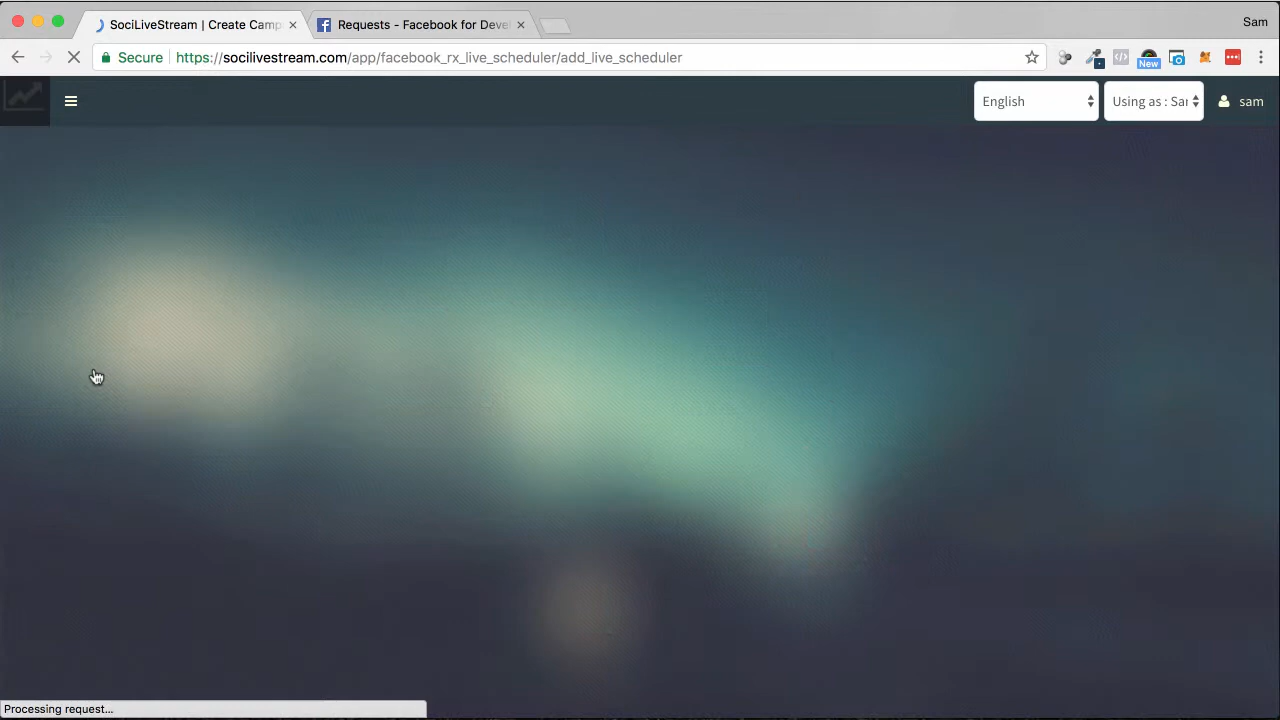 SociLiveStream | Create Camp
Requests - Facebook for Deve
Sam
Secure
https://socilivestream.com/app/facebook_rx_live_scheduler/add_live_scheduler
New
English
Using as : Sar
sam
Processing request...